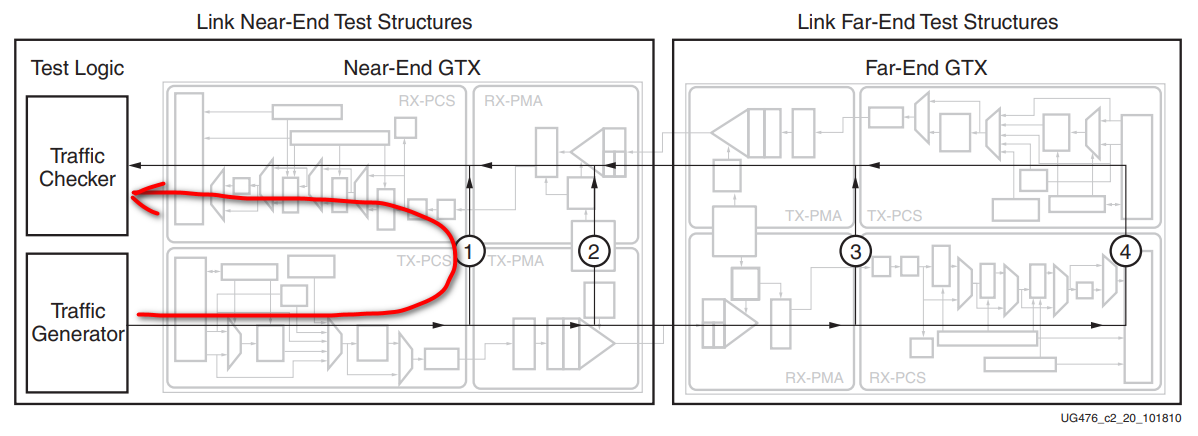 Link Near-End Test Structures
Link Far-End Test Structures
Test Logic
Near-End GTX
Far-End GTX
RX-PCS
RX-PMA
Traffic
Checker
TX-PMA
TX-PCS
1
2
3
4
TX-PCS
TX-PMA
Traffic
Generator
RX-PMA
RX-PCS
UG476_c2_20_101810